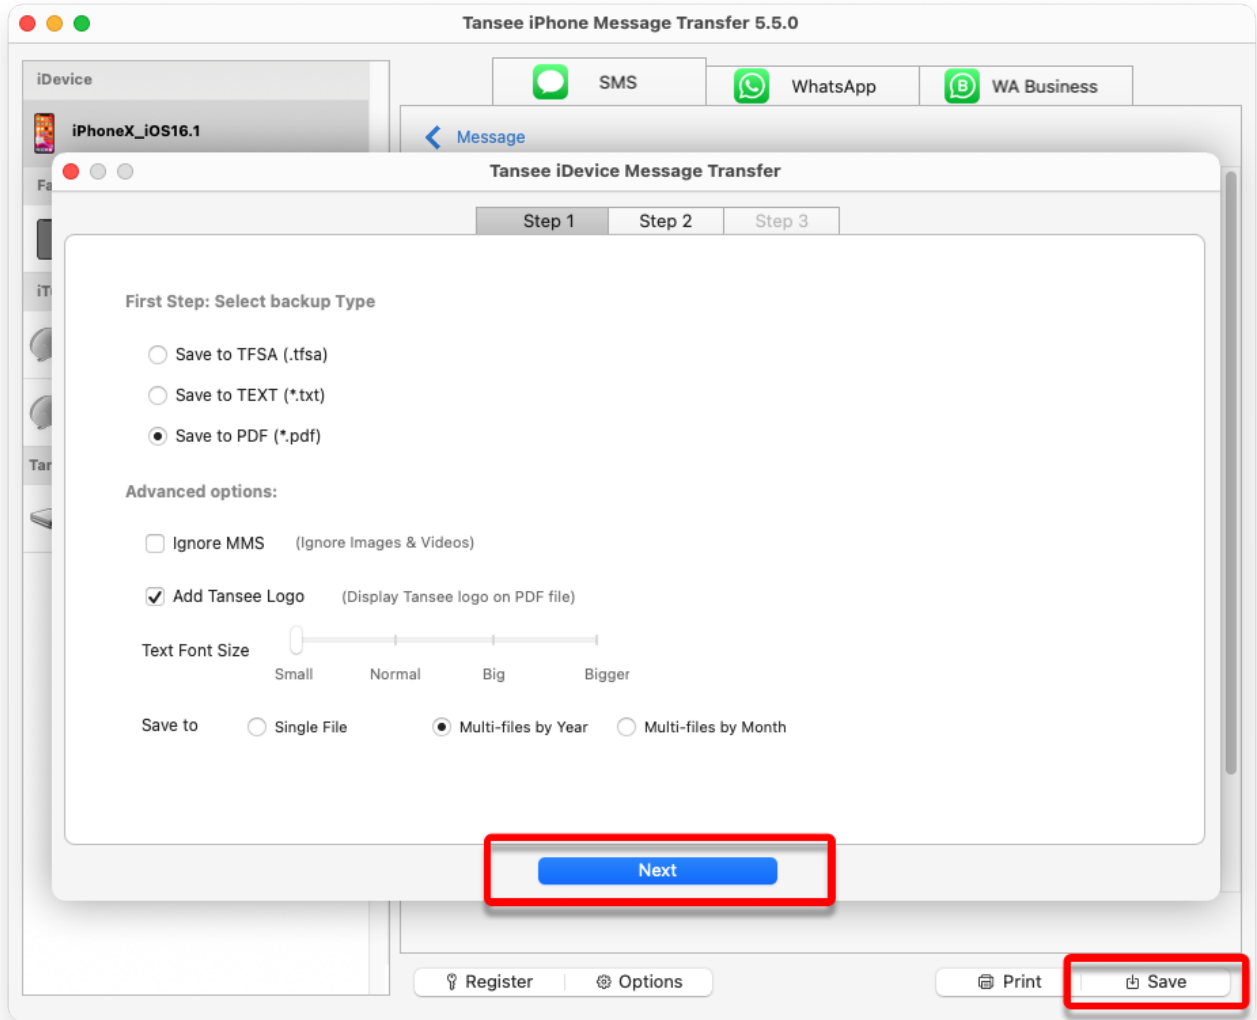 Tansee iPhone Message Transfer 5.5.0
iDevice
SMS
WhatsApp
WA Business
iPhoneX_iOS16.1
Message
Tansee iDevice Message Transfer
Step 1
Step 2
Step 3
First Step: Select backup Type
Save to TFSA (.tfsa)
Save to TEXT (*.txt)
Save to PDF (*.pdf)
Advanced options:
Ignore MMS (Ignore Images & Videos)
Add Tansee Logo (Display Tansee logo on PDF file)
Text Font Size
Small Normal Big Bigger
Save to Single File Multi-files by Year Multi-files by Month
Next
Register Options Print Save